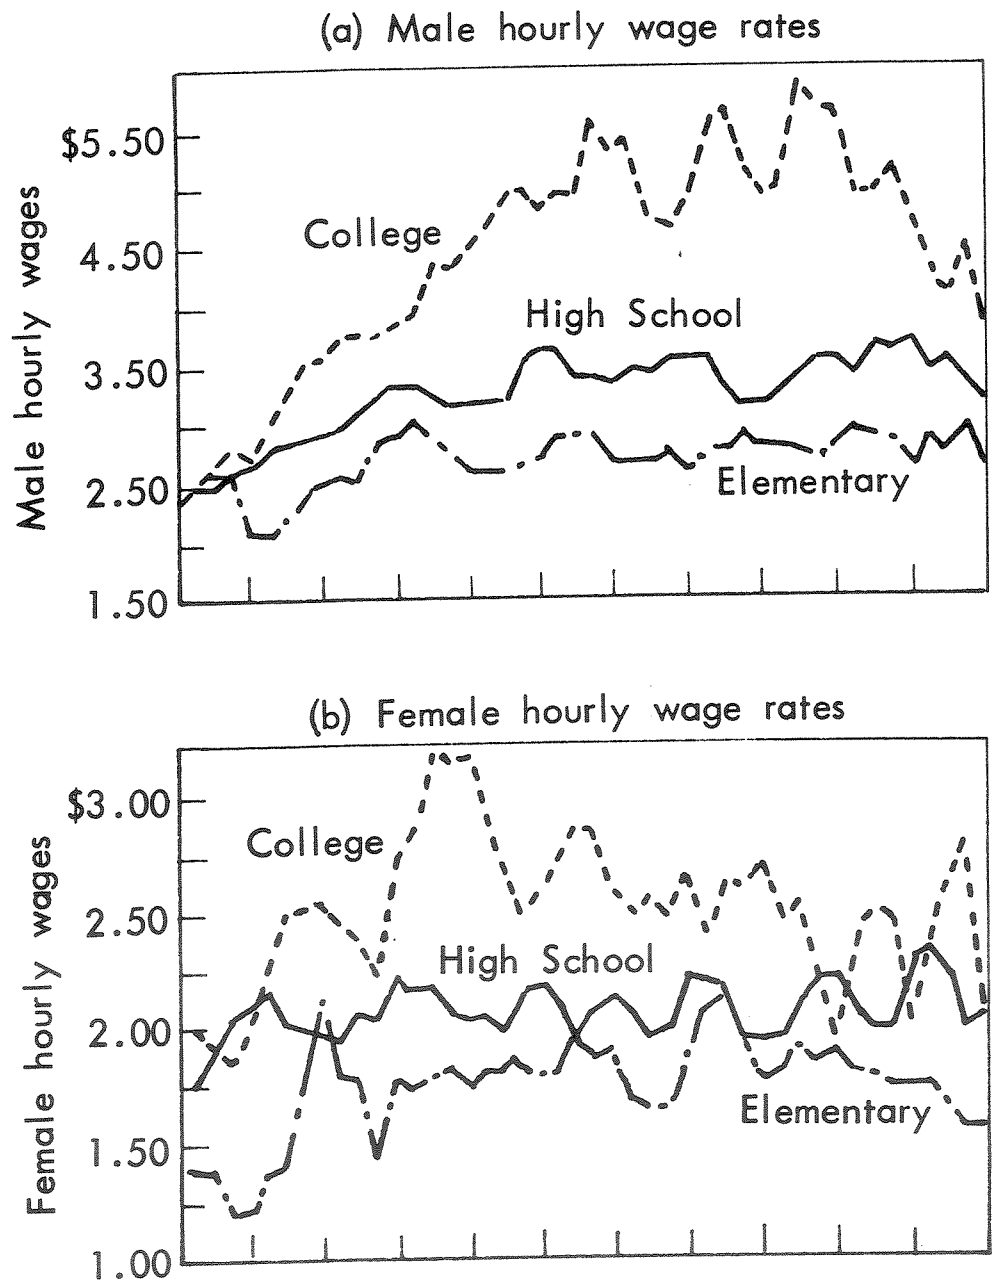 (a) Male hourly wage rates
$5.50
College
4.50
High School
3.50
Elementary
2.50
1.50
Male hourly wages
(b) Female hourly wage rates
$3.00
College
2.50
High School
2.00
1.50
Elementary
1.00
Female hourly wages